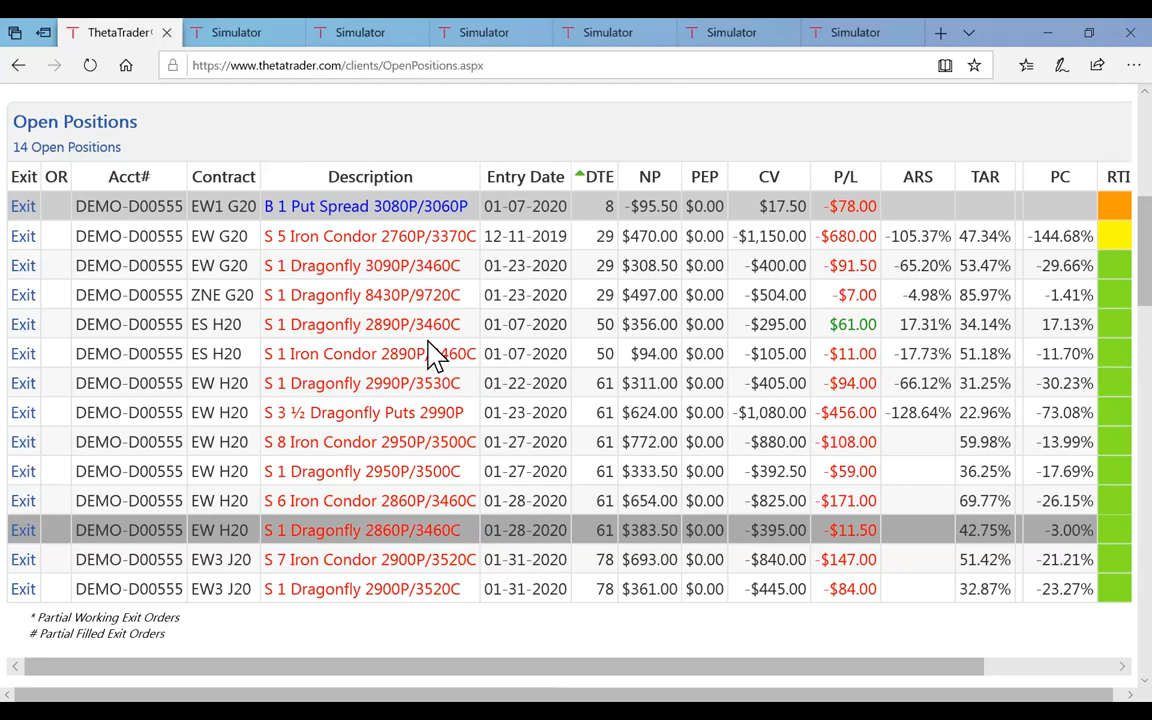 ThetaTrader
Simulator
Simulator
Simulator
Simulator
Simulator
Simulator
https://www.thetatrader.com/clients/OpenPositions.aspx
Open Positions
14 Open Positions
Exit OR Acct# Contract Description Entry Date DTE NP PEP CV P/L ARS TAR PC RTI
Exit DEMO-D00555 EW1 G20 B 1 Put Spread 3080P/3060P 01-07-2020 8 -$95.50 $0.00 $17.50 -$78.00
Exit DEMO-D00555 EW G20 S 5 Iron Condor 2760P/3370C 12-11-2019 29 $470.00 $0.00 -$1,150.00 -$680.00 -105.37% 47.34% -144.68%
Exit DEMO-D00555 EW G20 S 1 Dragonfly 3090P/3460C 01-23-2020 29 $308.50 $0.00 -$400.00 -$91.50 -65.20% 53.47% -29.66%
Exit DEMO-D00555 ZNE G20 S 1 Dragonfly 8430P/9720C 01-23-2020 29 $497.00 $0.00 -$504.00 -$7.00 -4.98% 85.97% -1.41%
Exit DEMO-D00555 ES H20 S 1 Dragonfly 2890P/3460C 01-07-2020 50 $356.00 $0.00 -$295.00 $61.00 17.31% 34.14% 17.13%
Exit DEMO-D00555 ES H20 S 1 Iron Condor 2890P/ 460C 01-07-2020 50 $94.00 $0.00 -$105.00 -$11.00 -17.73% 51.18% -11.70%
Exit DEMO-D00555 EW H20 S 1 Dragonfly 2990P/3530C 01-22-2020 61 $311.00 $0.00 -$405.00 -$94.00 -66.12% 31.25% -30.23%
Exit DEMO-D00555 EW H20 S 3 ½ Dragonfly Puts 2990P 01-23-2020 61 $624.00 $0.00 -$1,080.00 -$456.00 -128.64% 22.96% -73.08%
Exit DEMO-D00555 EW H20 S 8 Iron Condor 2950P/3500C 01-27-2020 61 $772.00 $0.00 -$880.00 -$108.00 59.98% -13.99%
Exit DEMO-D00555 EW H20 S 1 Dragonfly 2950P/3500C 01-27-2020 61 $333.50 $0.00 -$392.50 -$59.00 36.25% -17.69%
Exit DEMO-D00555 EW H20 S 6 Iron Condor 2860P/3460C 01-28-2020 61 $654.00 $0.00 -$825.00 -$171.00 69.77% -26.15%
Exit DEMO-D00555 EW H20 S 1 Dragonfly 2860P/3460C 01-28-2020 61 $383.50 $0.00 -$395.00 -$11.50 42.75% -3.00%
Exit DEMO-D00555 EW3 J20 S 7 Iron Condor 2900P/3520C 01-31-2020 78 $693.00 $0.00 -$840.00 -$147.00 51.42% -21.21%
Exit DEMO-D00555 EW3 J20 S 1 Dragonfly 2900P/3520C 01-31-2020 78 $361.00 $0.00 -$445.00 -$84.00 32.87% -23.27%
* Partial Working Exit Orders
# Partial Filled Exit Orders